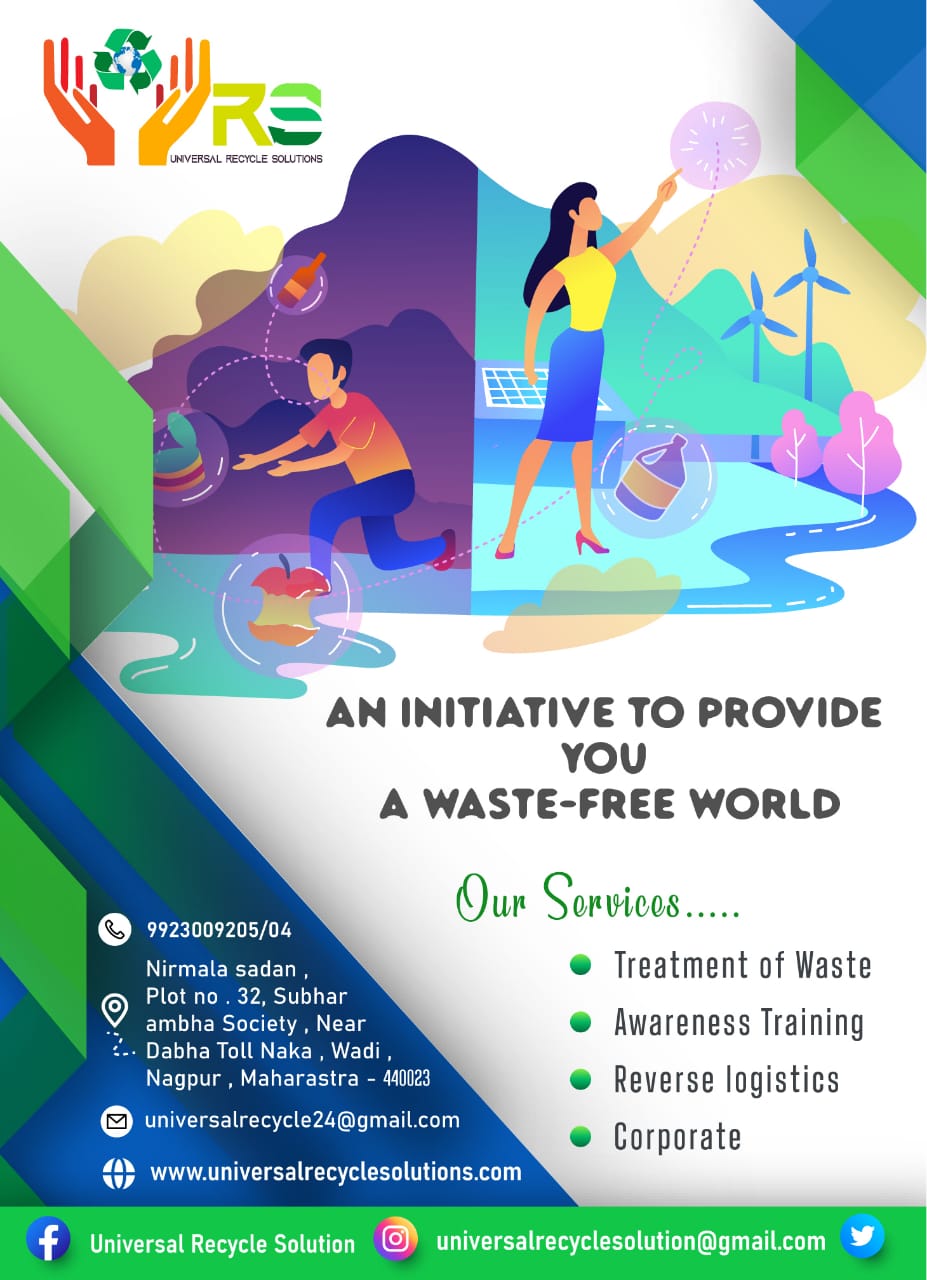 RS
UNIVERSAL RECYCLE SOLUTIONS
AN INITIATIVE TO PROVIDE
YOU
A WASTE-FREE WORLD
Our Services.....
Treatment of Waste
Awareness Training
Reverse logistics
Corporate
9923009205/04
Nirmala sadan ,
Plot no . 32, Subhar
ambha Society , Near
Dabha Toll Naka , Wadi ,
Nagpur , Maharastra - 440023
universalrecycle24@gmail.com
www.universalrecyclesolutions.com
Universal Recycle Solution
universalrecyclesolution@gmail.com